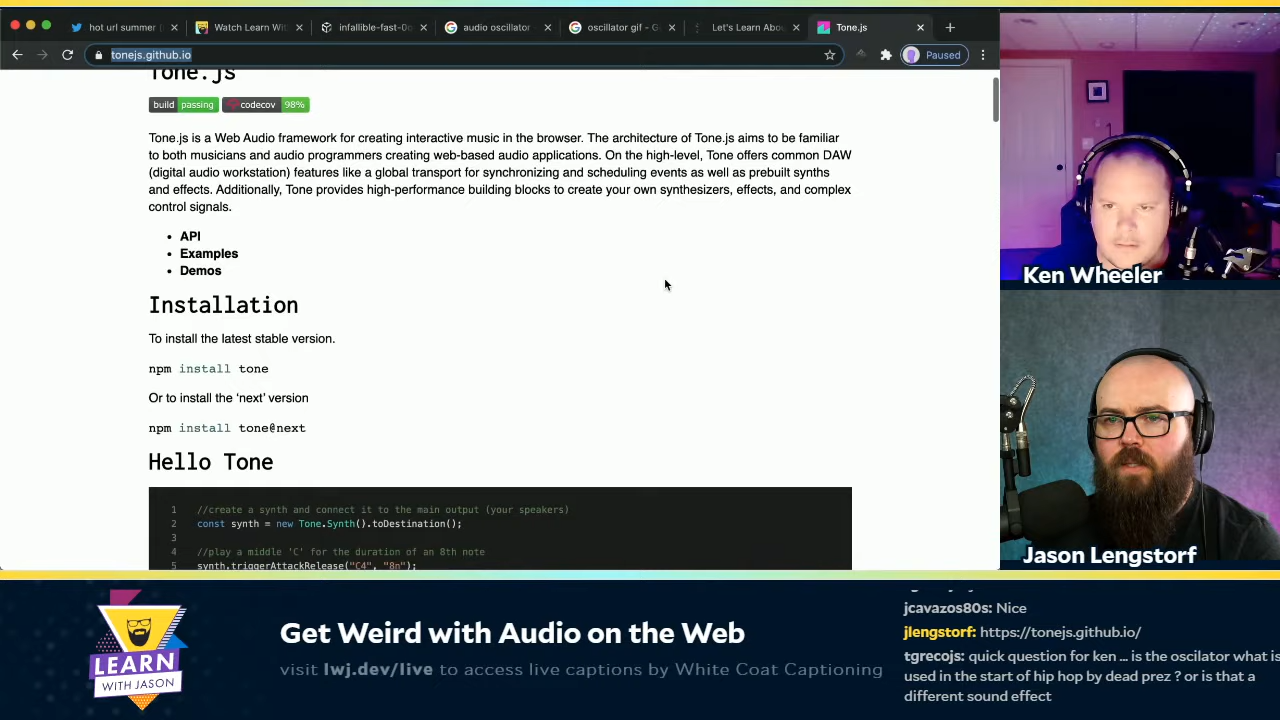 hot url summer (
Watch Learn Wit
infallible-fast-0
audio oscillator
oscillator gif - G
Let's Learn Abou
Tone.js
tonejs.github.io
Paused
Tone.js
build passing codecov 98%
Tone.js is a Web Audio framework for creating interactive music in the browser. The architecture of Tone.js aims to be familiar
to both musicians and audio programmers creating web-based audio applications. On the high-level, Tone offers common DAW
(digital audio workstation) features like a global transport for synchronizing and scheduling events as well as prebuilt synths
and effects. Additionally, Tone provides high-performance building blocks to create your own synthesizers, effects, and complex
control signals.
API
Examples
Demos
Installation
To install the latest stable version.
npm install tone
Or to install the ‘next’ version
npm install tone@next
Hello Tone
1 //create a synth and connect it to the main output (your speakers)
2 const synth = new Tone.Synth().toDestination();
3
4 //play a middle 'C' for the duration of an 8th note
5 synth.triggerAttackRelease("C4", "8n");
Ken Wheeler
Jason Lengstorf
LEARN
WITH JASON
Get Weird with Audio on the Web
visit lwj.dev/live to access live captions by White Coat Captioning
jcavazos80s: Nice
jlengstorf: https://tonejs.github.io/
tgrecojs: quick question for ken ... is the oscilator what is
used in the start of hip hop by dead prez ? or is that a
different sound effect